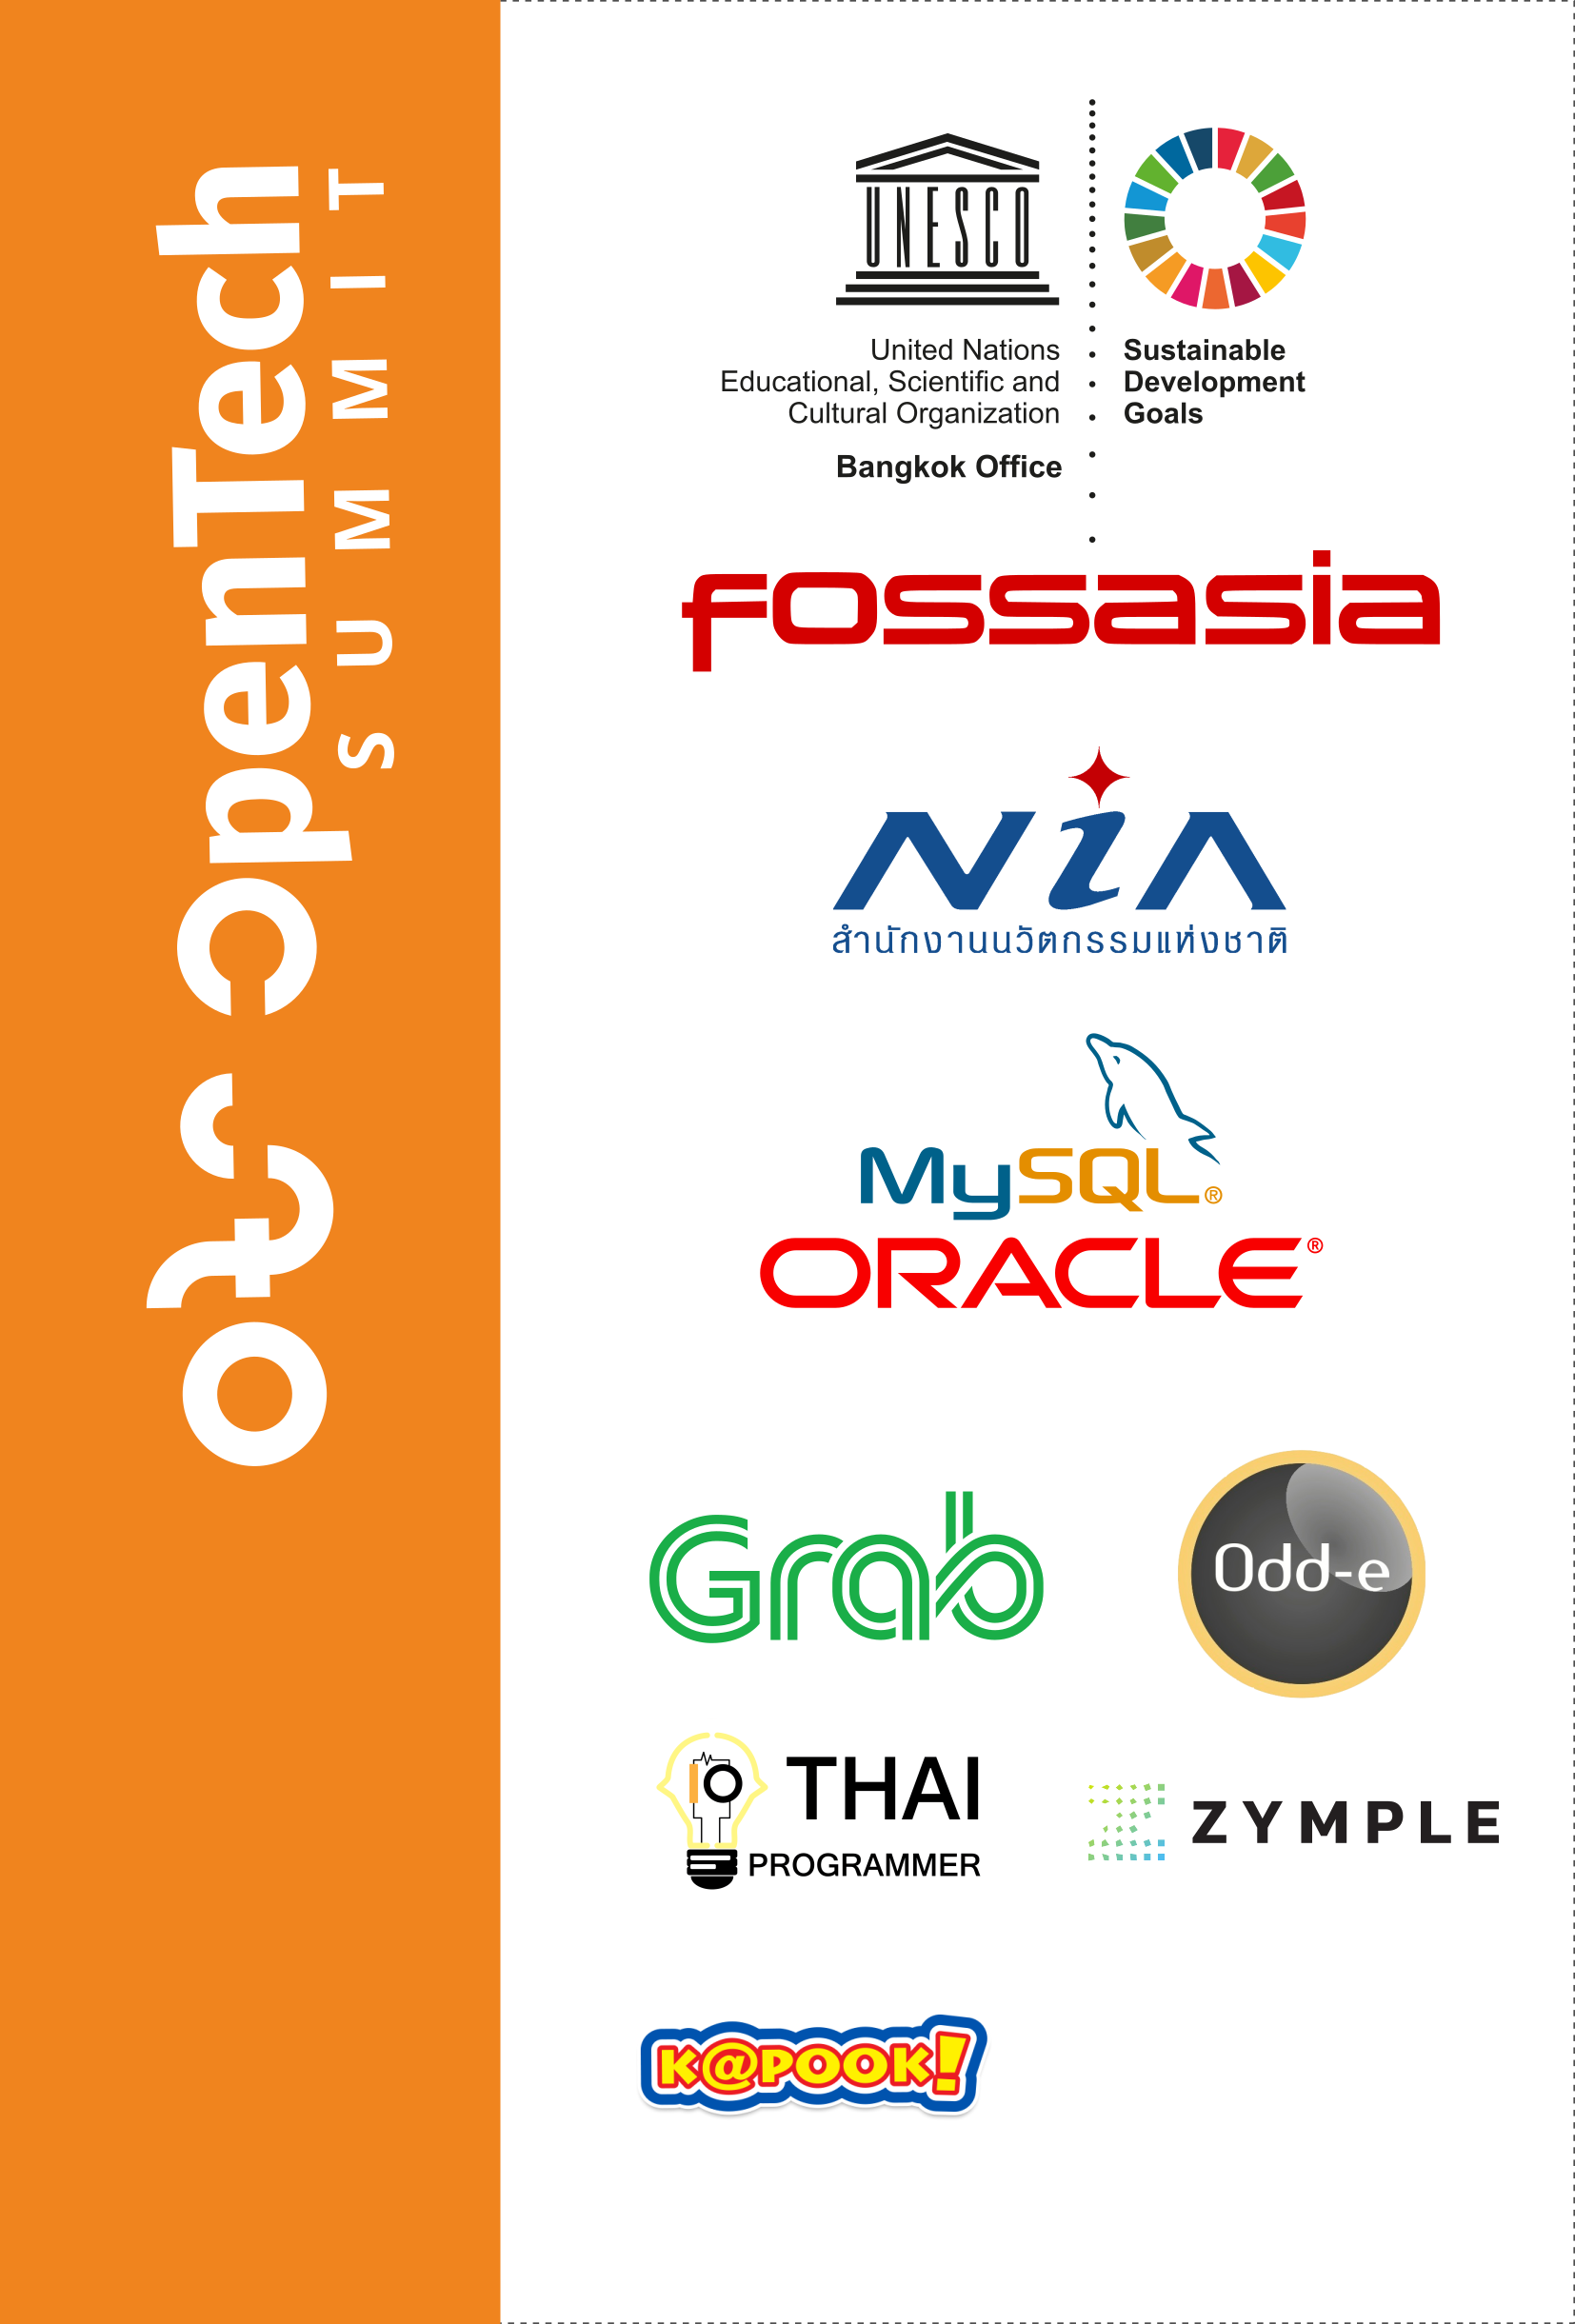 ots OpenTech
SUMMIT
UNESCO
United Nations
Educational, Scientific and
Cultural Organization
Bangkok Office
Sustainable
Development
Goals
fossasia
NiA
สำนักงานนวัตกรรมแห่งชาติ
MySQL®
ORACLE®
Grab
Odd-e
THAI
PROGRAMMER
ZYMPLE
K@POOK!